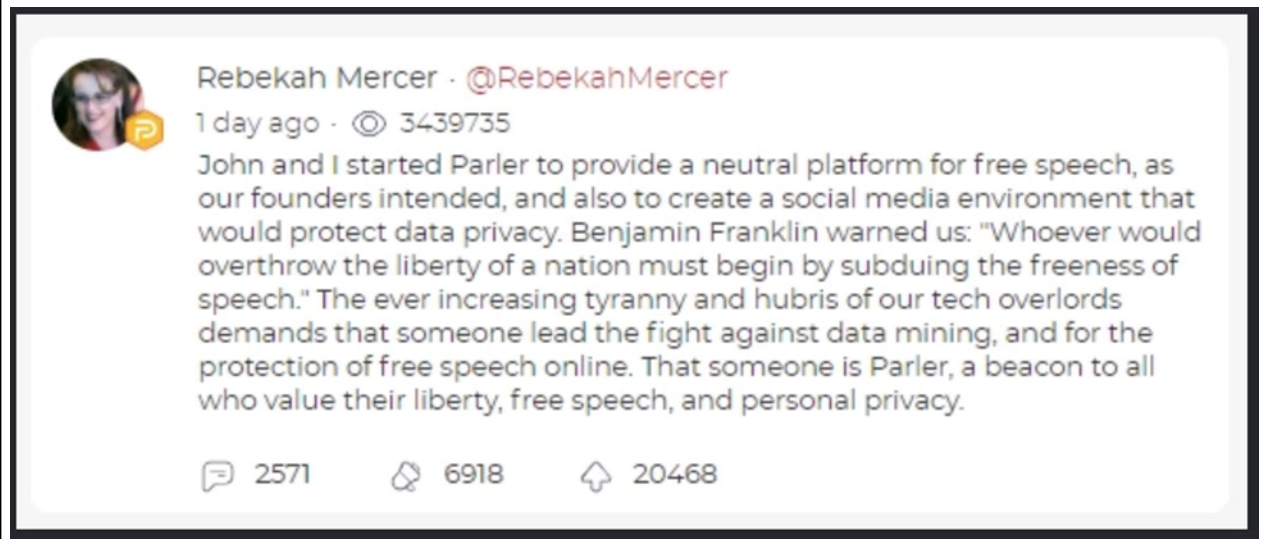 Rebekah Mercer · @RebekahMercer
1 day ago · 3439735
John and I started Parler to provide a neutral platform for free speech, as
our founders intended, and also to create a social media environment that
would protect data privacy. Benjamin Franklin warned us: "Whoever would
overthrow the liberty of a nation must begin by subduing the freeness of
speech." The ever increasing tyranny and hubris of our tech overlords
demands that someone lead the fight against data mining, and for the
protection of free speech online. That someone is Parler, a beacon to all
who value their liberty, free speech, and personal privacy.
2571 6918 20468